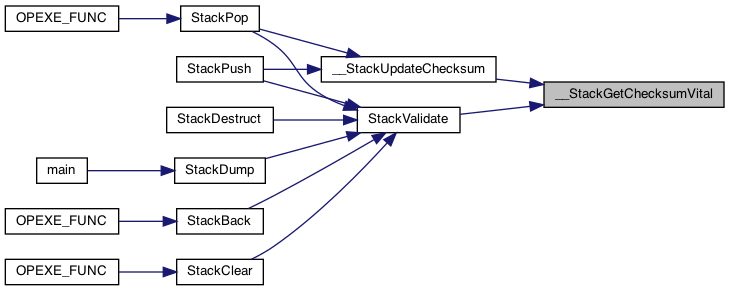 OPEXE_FUNC
StackPop
StackPush
__StackUpdateChecksum
__StackGetChecksumVital
StackDestruct
StackValidate
main
StackDump
OPEXE_FUNC
StackBack
OPEXE_FUNC
StackClear